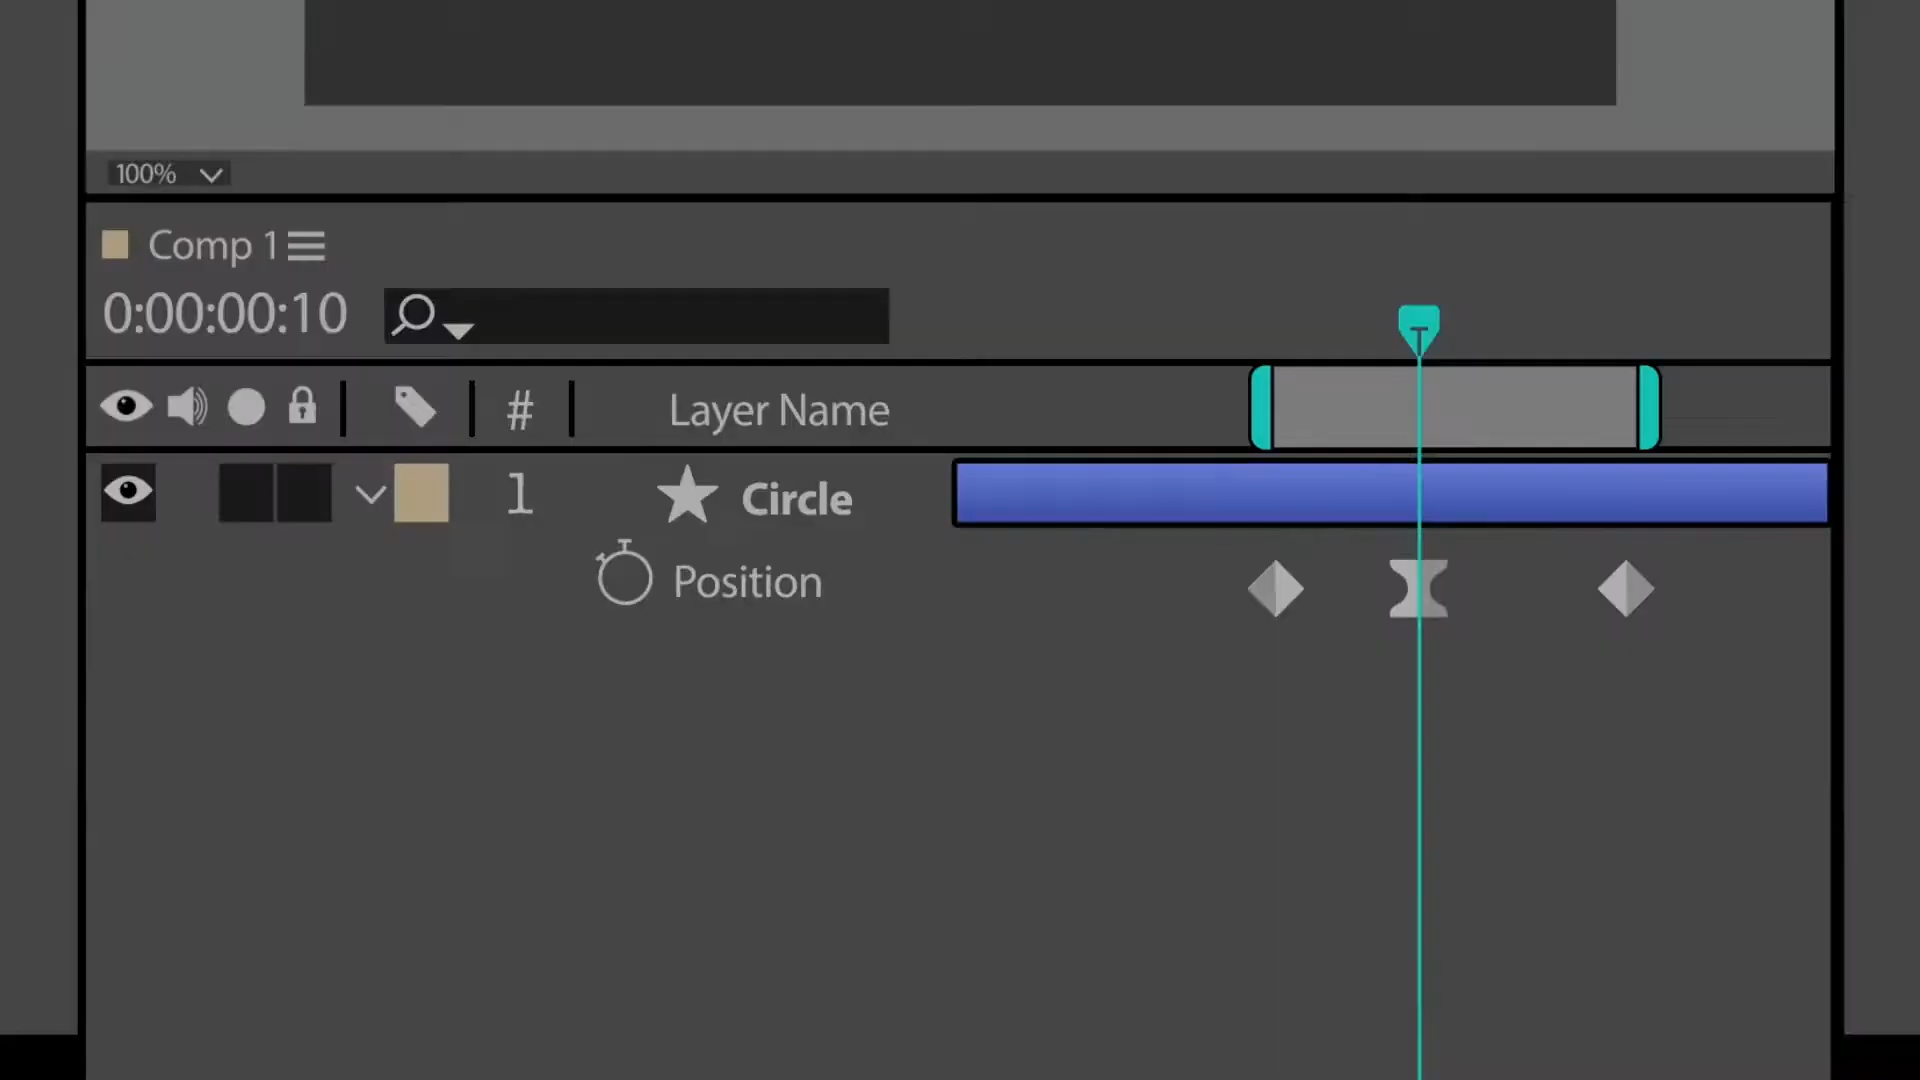 100%
Comp 1
0:00:00:10
# Layer Name
1 Circle
Position